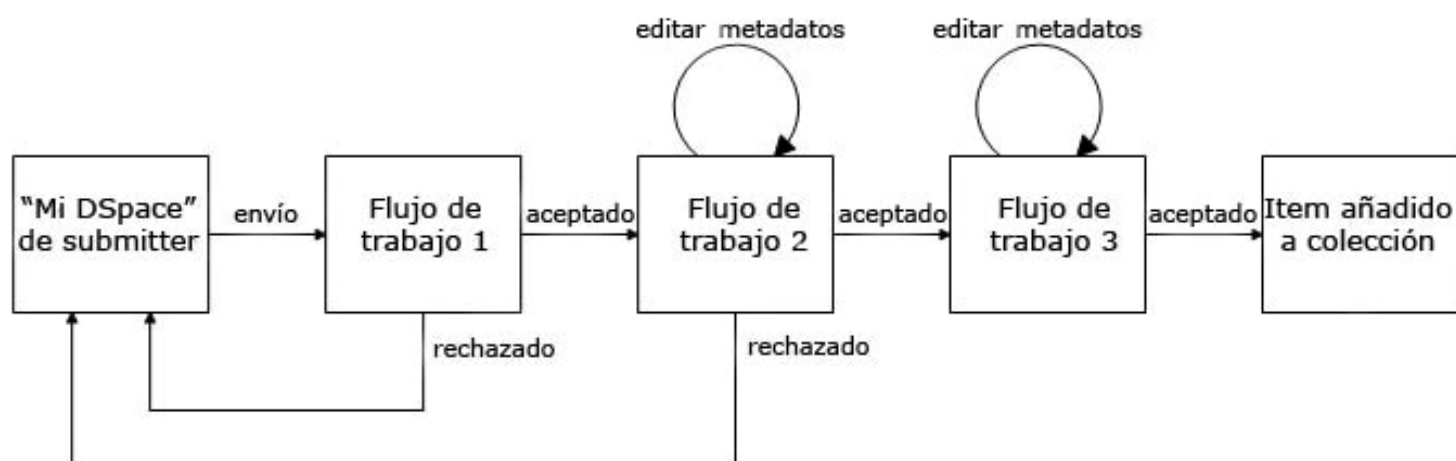 editar metadatos
editar metadatos
“Mi DSpace”
de submitter
envío
Flujo de
trabajo 1
aceptado
Flujo de
trabajo 2
aceptado
Flujo de
trabajo 3
aceptado
Item añadido
a colección
rechazado
rechazado